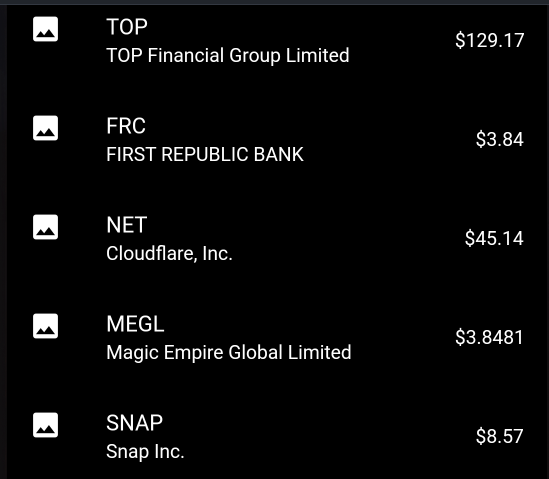 TOP
TOP Financial Group Limited
$129.17
FRC
FIRST REPUBLIC BANK
$3.84
NET
Cloudflare, Inc.
$45.14
MEGL
Magic Empire Global Limited
$3.8481
SNAP
Snap Inc.
$8.57